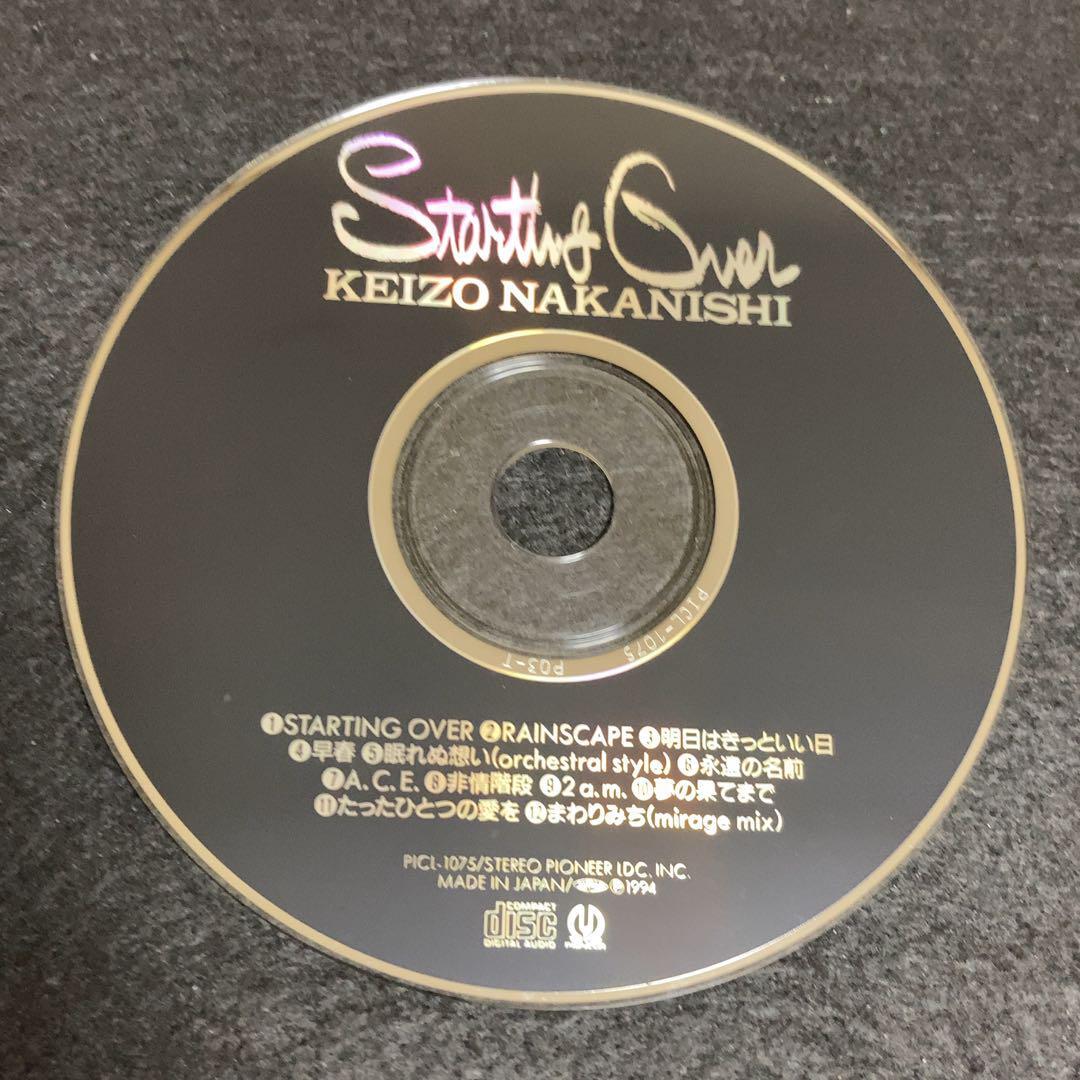 Starting Over
KEIZO NAKANISHI
PICL-1075
P03-T
❶STARTING OVER ❷RAINSCAPE ❸明日はきっといい日
❹早春 ❺眠れぬ想い(orchestral style) ❻永遠の名前
❼A.C.E. ❽非情階段 ❾2 a.m. ❿夢の果てまで
⓫たったひとつの愛を ⓬まわりみち(mirage mix)
PICL-1075/STEREO PIONEER LDC, INC.
MADE IN JAPAN/ ℗1994
COMPACT
disc
DIGITAL AUDIO
PIONEER